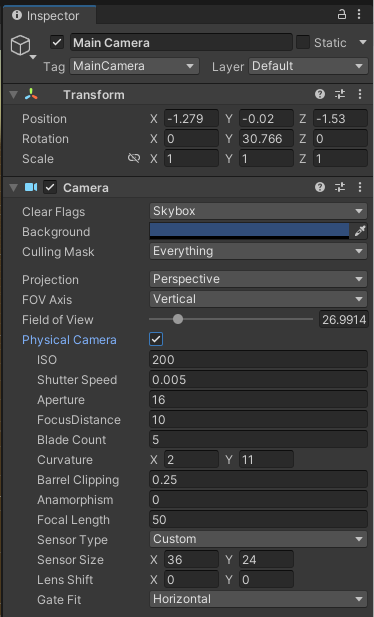 Inspector
Main Camera Static
Tag MainCamera Layer Default
Transform
Position X -1.279 Y -0.02 Z -1.53
Rotation X 0 Y 30.766 Z 0
Scale X 1 Y 1 Z 1
Camera
Clear Flags Skybox
Background
Culling Mask Everything
Projection Perspective
FOV Axis Vertical
Field of View 26.9914
Physical Camera
ISO 200
Shutter Speed 0.005
Aperture 16
FocusDistance 10
Blade Count 5
Curvature X 2 Y 11
Barrel Clipping 0.25
Anamorphism 0
Focal Length 50
Sensor Type Custom
Sensor Size X 36 Y 24
Lens Shift X 0 Y 0
Gate Fit Horizontal